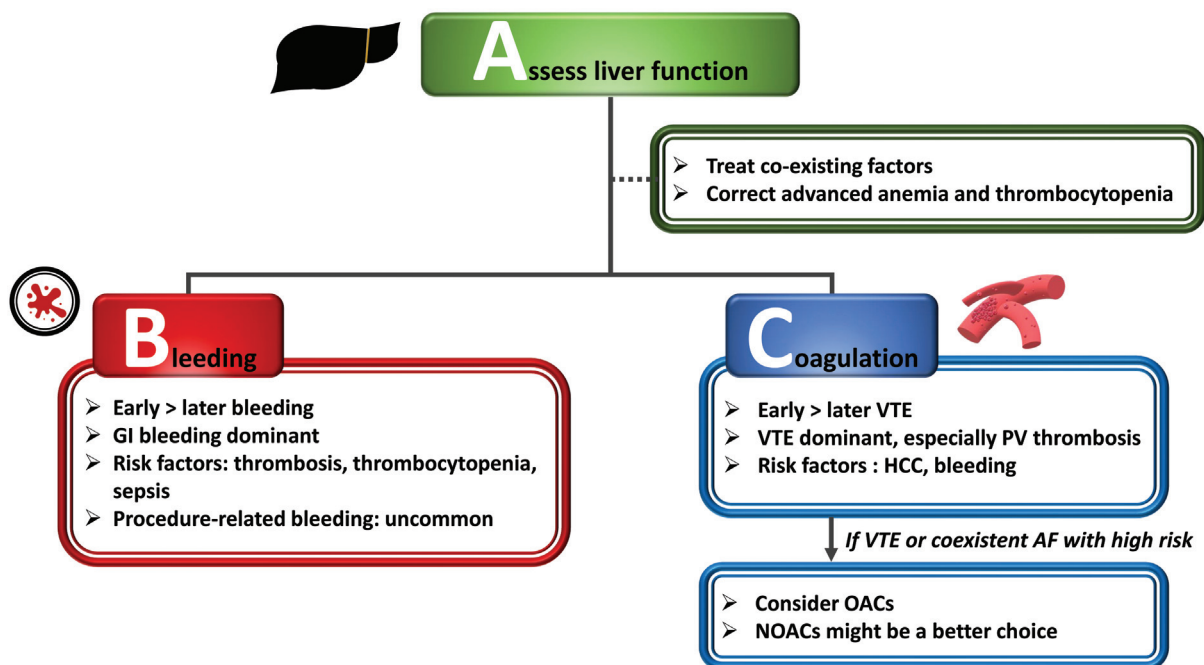 Assess liver function
➢ Treat co-existing factors
➢ Correct advanced anemia and thrombocytopenia
Bleeding
➢ Early > later bleeding
➢ GI bleeding dominant
➢ Risk factors: thrombosis, thrombocytopenia,
sepsis
➢ Procedure-related bleeding: uncommon
Coagulation
➢ Early > later VTE
➢ VTE dominant, especially PV thrombosis
➢ Risk factors : HCC, bleeding
If VTE or coexistent AF with high risk
➢ Consider OACs
➢ NOACs might be a better choice